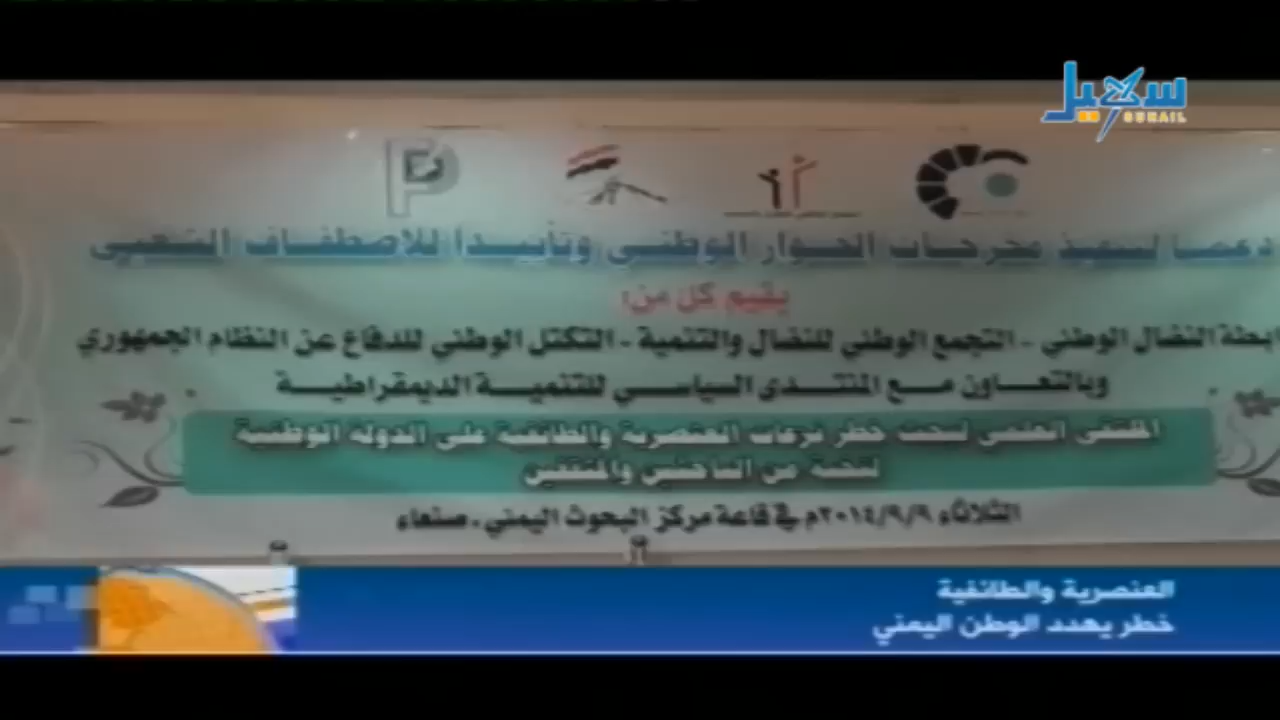 سهيل
SUHAIL
دعما لتنفيذ مخرجات الحوار الوطني وتأييدا للاصطفاف الشعبي
يقيم كل من:
رابطة النضال الوطني - التجمع الوطني للنضال والتنمية - التكتل الوطني للدفاع عن النظام الجمهوري
وبالتعاون مع المنتدى السياسي للتنمية الديمقراطية
الملتقى العلمي لبحث خطر نزعات العنصرية والطائفية على الدولة الوطنية
لنخبة من الباحثين والمثقفين
الثلاثاء ٢٠١٤/٩/٩م في قاعة مركز البحوث اليمني - صنعاء
العنصرية والطائفية
خطر يهدد الوطن اليمني